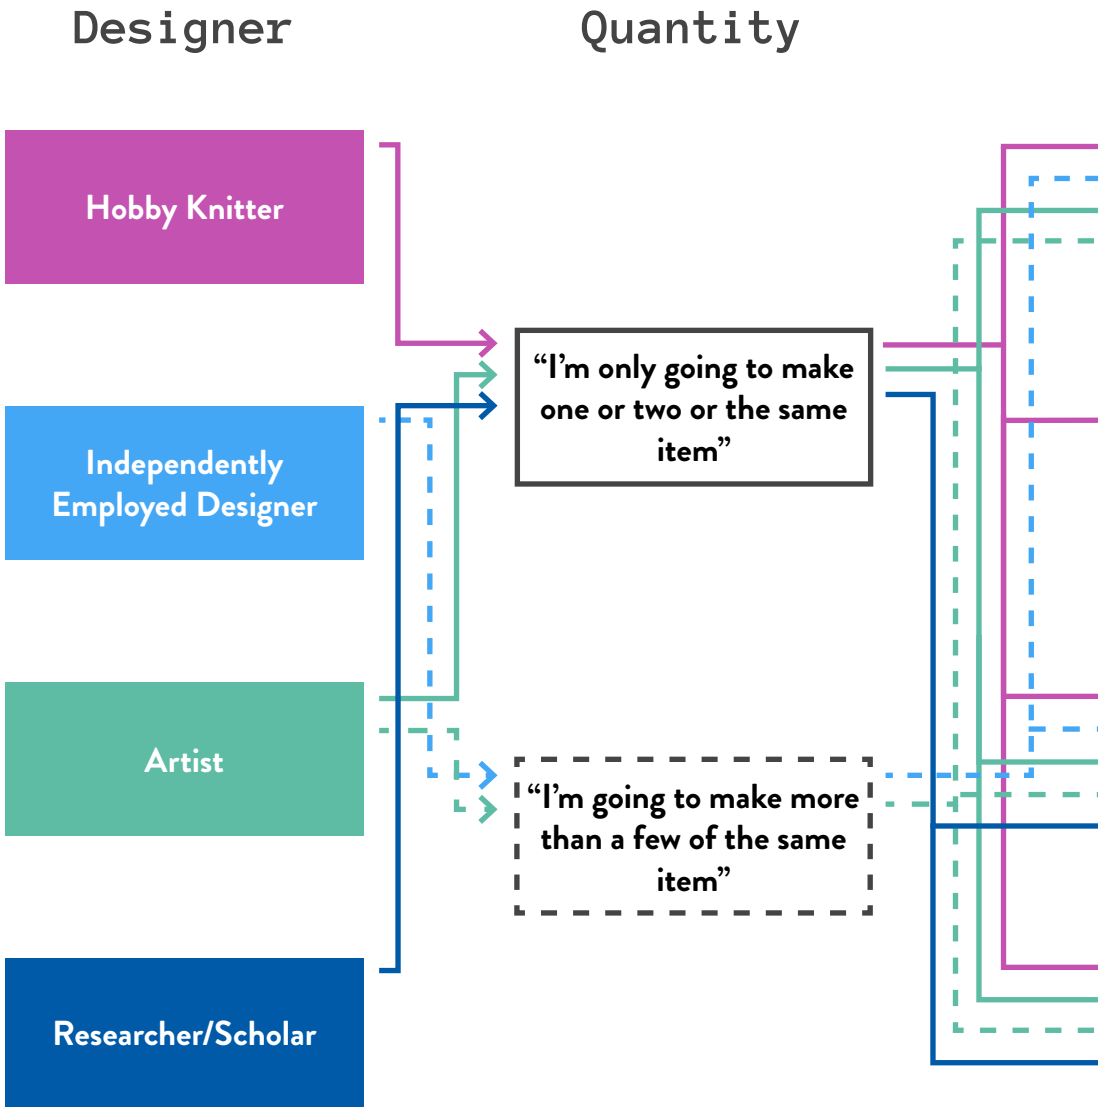 Designer
Quantity
Hobby Knitter
“I’m only going to make
one or two or the same
item”
Independently
Employed Designer
Artist
“I’m going to make more
than a few of the same
item”
Researcher/Scholar